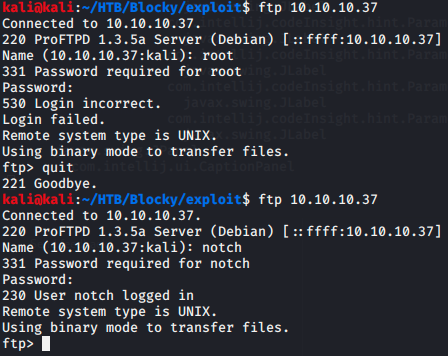 kali@kali:~/HTB/Blocky/exploit$ ftp 10.10.10.37
Connected to 10.10.10.37.
220 ProFTPD 1.3.5a Server (Debian) [::ffff:10.10.10.37]
Name (10.10.10.37:kali): root
331 Password required for root
Password:
530 Login incorrect.
Login failed.
Remote system type is UNIX.
Using binary mode to transfer files.
ftp> quit
221 Goodbye.
kali@kali:~/HTB/Blocky/exploit$ ftp 10.10.10.37
Connected to 10.10.10.37.
220 ProFTPD 1.3.5a Server (Debian) [::ffff:10.10.10.37]
Name (10.10.10.37:kali): notch
331 Password required for notch
Password:
230 User notch logged in
Remote system type is UNIX.
Using binary mode to transfer files.
ftp>